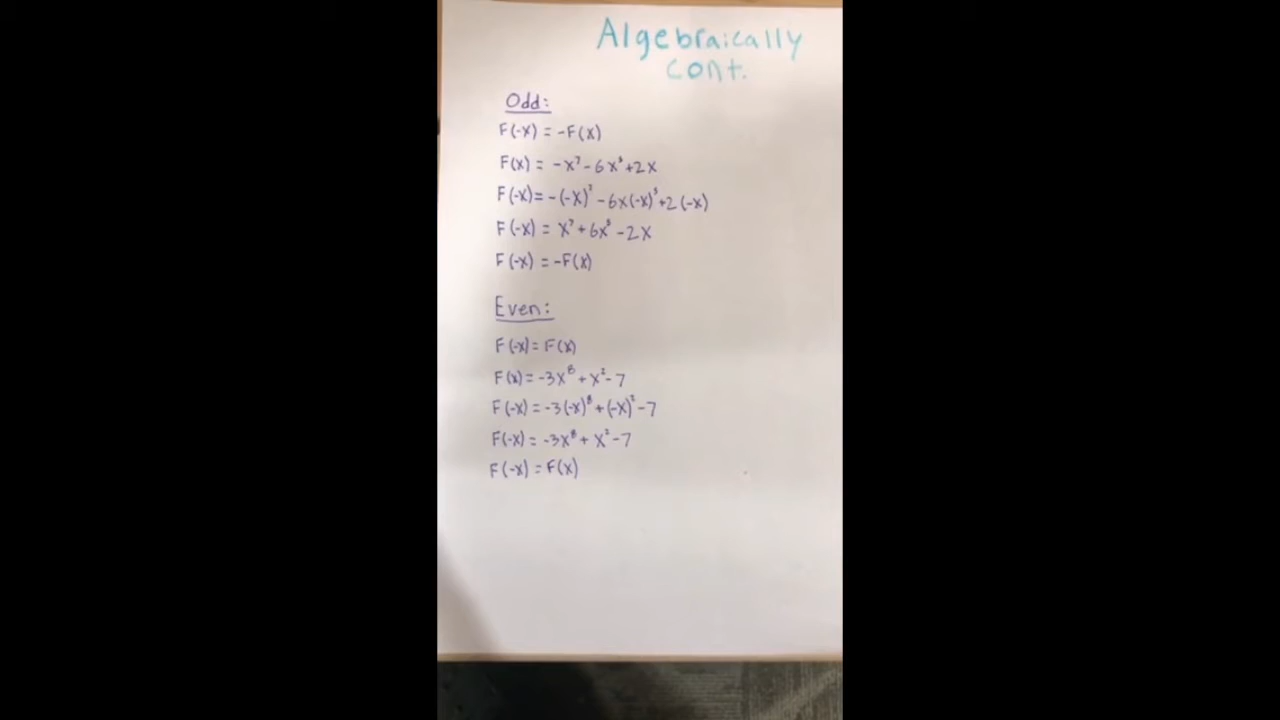 Algebraically
cont.
Odd:
F(-x) = -F(x)
F(x) = -x⁷ - 6x³ + 2x
F(-x) = -(-x)⁷ - 6x(-x)³ + 2(-x)
F(-x) = x⁷ + 6x³ - 2x
F(-x) = -F(x)
Even:
F(-x) = F(x)
F(x) = -3x⁸ + x² - 7
F(-x) = -3(-x)⁸ + (-x)² - 7
F(-x) = -3x⁸ + x² - 7
F(-x) = F(x)